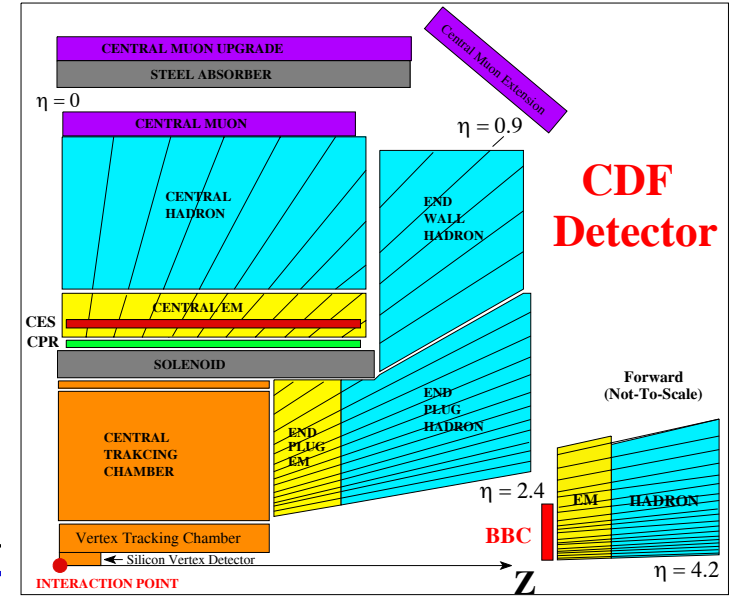 CENTRAL MUON UPGRADE
STEEL ABSORBER
Central Muon Extension
η = 0
CENTRAL MUON
η = 0.9
CENTRAL
HADRON
END
WALL
HADRON
CDF
Detector
CENTRAL EM
CES
CPR
SOLENOID
Forward
(Not-To-Scale)
CENTRAL
TRAKCING
CHAMBER
END
PLUG
EM
END
PLUG
HADRON
η = 2.4
EM
HADRON
BBC
Vertex Tracking Chamber
Silicon Vertex Detector
INTERACTION POINT
Z
η = 4.2